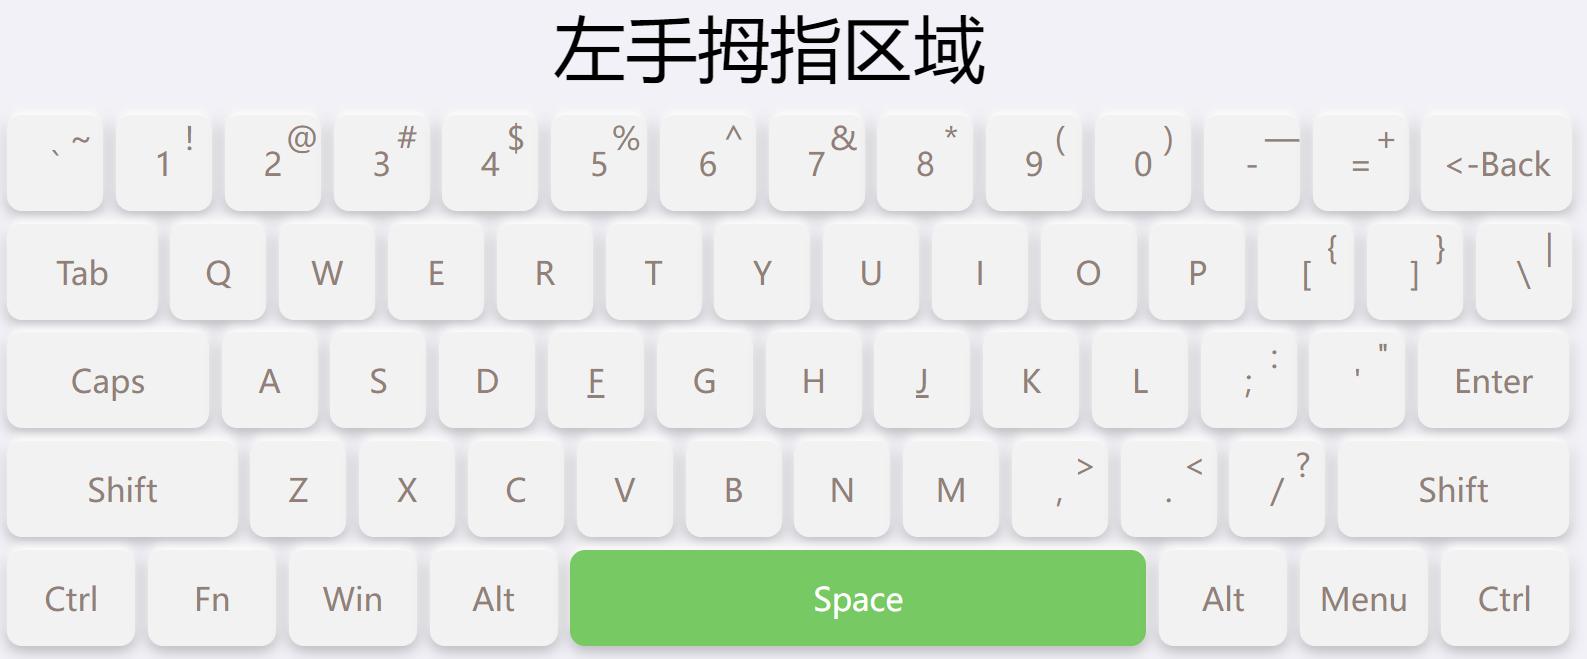 左手拇指区域
` ~ 1 ! 2 @ 3 # 4 $ 5 % 6 ^ 7 & 8 * 9 ( 0 ) - — = + <-Back
Tab Q W E R T Y U I O P [ { ] } \ |
Caps A S D F G H J K L ; : ' " Enter
Shift Z X C V B N M , > . < / ? Shift
Ctrl Fn Win Alt Space Alt Menu Ctrl